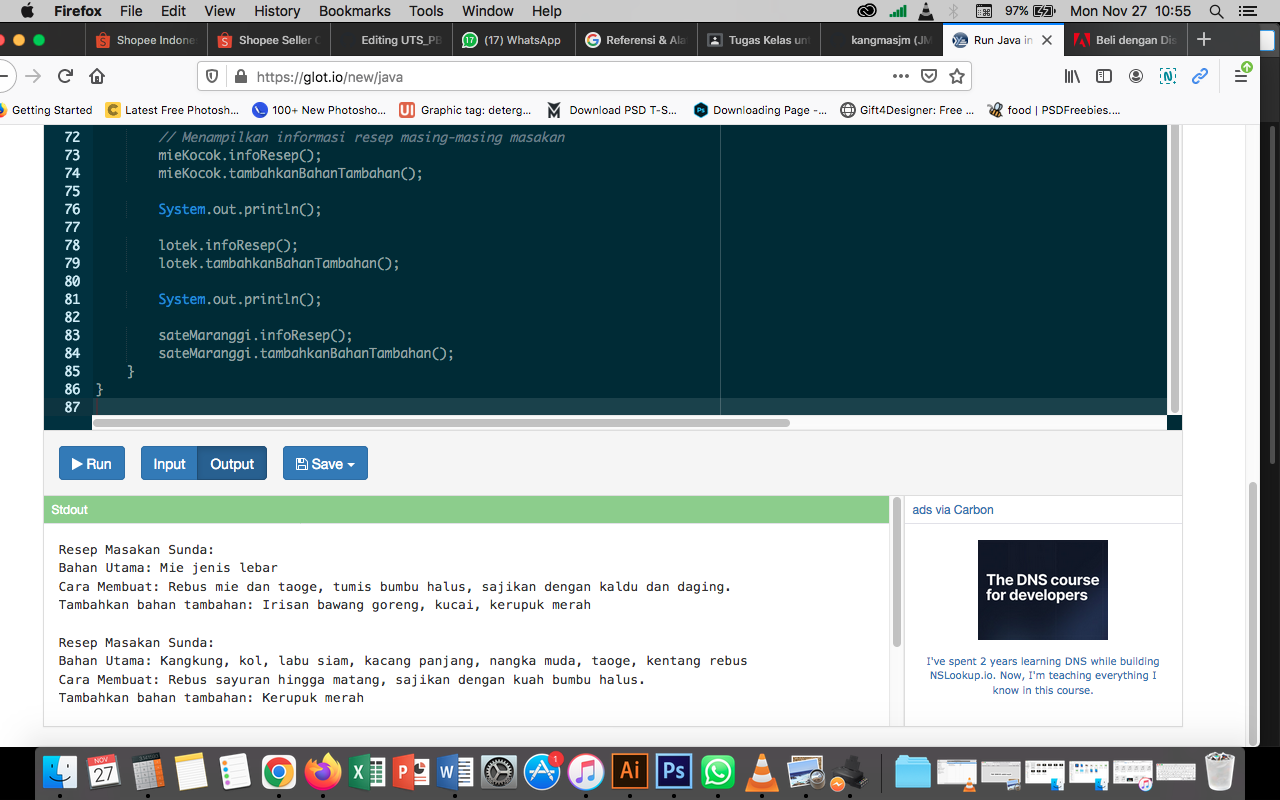 Firefox File Edit View History Bookmarks Tools Window Help 97% Mon Nov 27 10:55
Shopee Indone Shopee Seller C Editing UTS_PB (17) WhatsApp Referensi & Ala Tugas Kelas un kangmasjm (JM Run Java in Beli dengan Dis
https://glot.io/new/java
Getting Started Latest Free Photosh... 100+ New Photosho... Graphic tag: deterg... Download PSD T-S... Downloading Page -... Gift4Designer: Free ... food | PSDFreebies....
72 // Menampilkan informasi resep masing-masing masakan
73 mieKocok.infoResep();
74 mieKocok.tambahkanBahanTambahan();
75
76 System.out.println();
77
78 lotek.infoResep();
79 lotek.tambahkanBahanTambahan();
80
81 System.out.println();
82
83 sateMaranggi.infoResep();
84 sateMaranggi.tambahkanBahanTambahan();
85 }
86 }
87
Run Input Output Save
Stdout
Resep Masakan Sunda:
Bahan Utama: Mie jenis lebar
Cara Membuat: Rebus mie dan taoge, tumis bumbu halus, sajikan dengan kaldu dan daging.
Tambahkan bahan tambahan: Irisan bawang goreng, kucai, kerupuk merah
Resep Masakan Sunda:
Bahan Utama: Kangkung, kol, labu siam, kacang panjang, nangka muda, taoge, kentang rebus
Cara Membuat: Rebus sayuran hingga matang, sajikan dengan kuah bumbu halus.
Tambahkan bahan tambahan: Kerupuk merah
ads via Carbon
The DNS course
for developers
I've spent 2 years learning DNS while building
NSLookup.io. Now, I'm teaching everything I
know in this course.
NOV
27
1
Ai
Ps